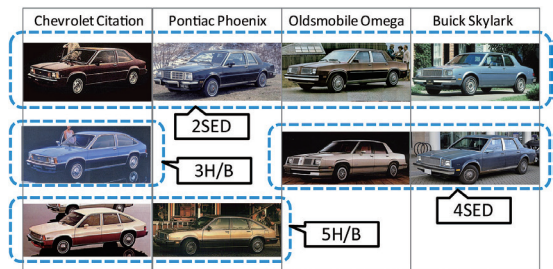 Chevrolet Citation Pontiac Phoenix Oldsmobile Omega Buick Skylark
2SED
3H/B
4SED
5H/B